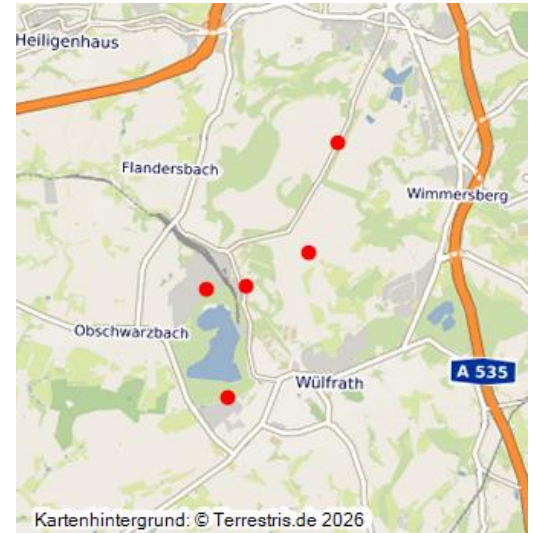 Heiligenhaus
Flandersbach
Wimmersberg
Obschwarzbach
A 535
Wülfrath
Kartenhintergrund: © Terrestris.de 2026